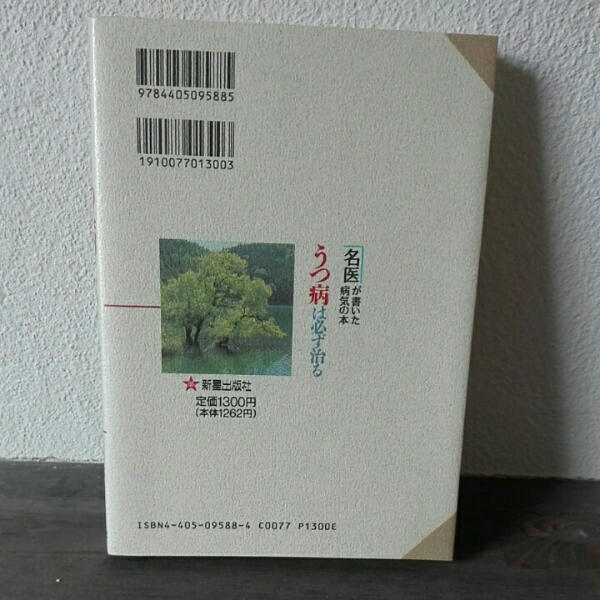 9784405095885
1910077013003
名医が書いた
病気の本
うつ病は必ず治る
新星出版社
定価1300円
(本体1262円)
ISBN4-405-09588-4 C0077 P1300E